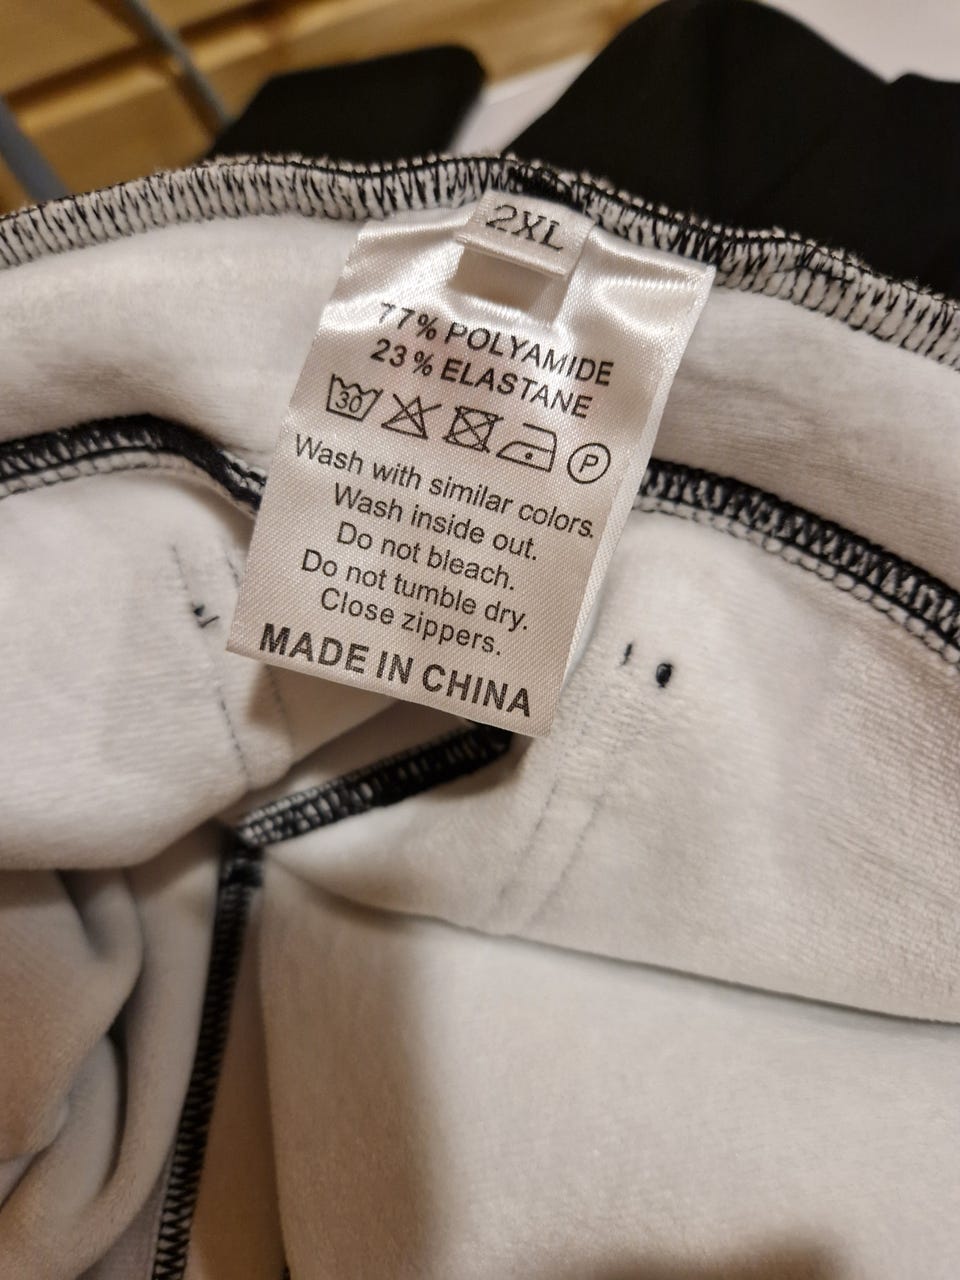 2XL
77% POLYAMIDE
23% ELASTANE
30 P
Wash with similar colors.
Wash inside out.
Do not bleach.
Do not tumble dry.
Close zippers.
MADE IN CHINA